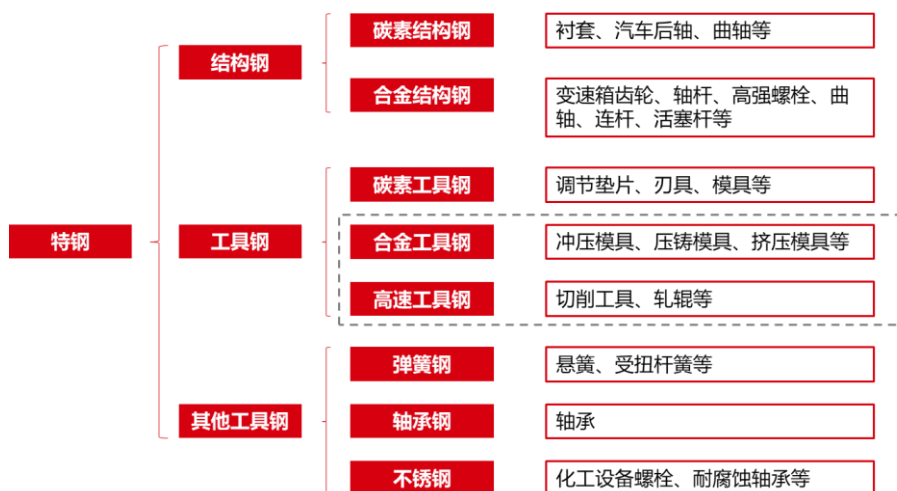 碳素结构钢
衬套、汽车后轴、曲轴等
结构钢
合金结构钢
变速箱齿轮、轴杆、高强螺栓、曲
轴、连杆、活塞杆等
碳素工具钢
调节垫片、刃具、模具等
特钢
工具钢
合金工具钢
冲压模具、压铸模具、挤压模具等
高速工具钢
切削工具、轧辊等
弹簧钢
悬簧、受扭杆簧等
其他工具钢
轴承钢
轴承
不锈钢
化工设备螺栓、耐腐蚀轴承等